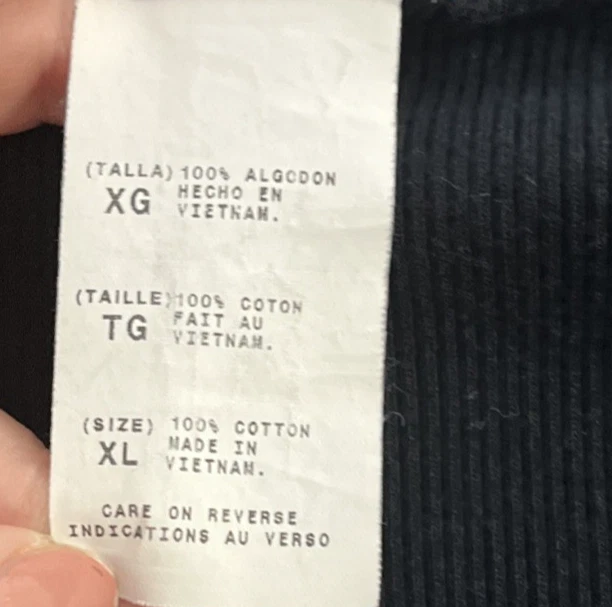 (TALLA) 100% ALGODON
XG HECHO EN
VIETNAM.
(TAILLE) 100% COTON
TG FAIT AU
VIETNAM.
(SIZE) 100% COTTON
XL MADE IN
VIETNAM.
CARE ON REVERSE
INDICATIONS AU VERSO